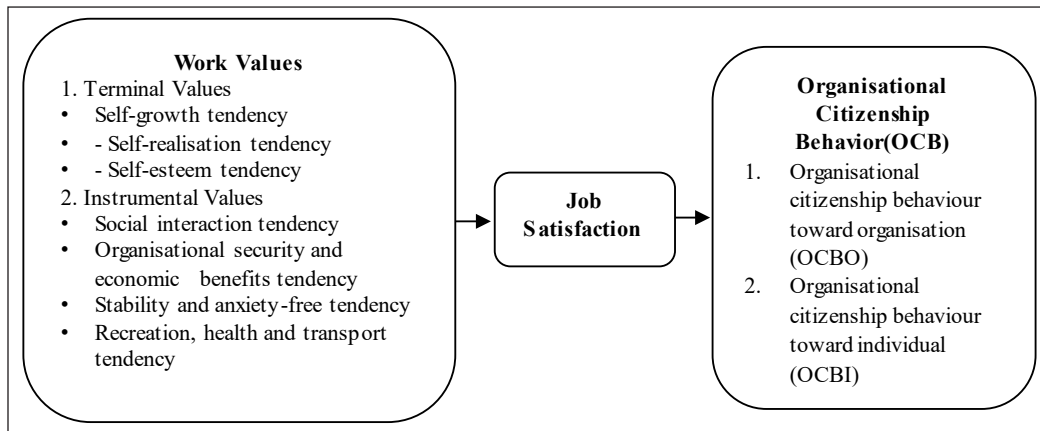 Work Values
1. Terminal Values
• Self-growth tendency
• - Self-realisation tendency
• - Self-esteem tendency
2. Instrumental Values
• Social interaction tendency
• Organisational security and
economic benefits tendency
• Stability and anxiety-free tendency
• Recreation, health and transport
tendency
Job
Satisfaction
Organisational
Citizenship
Behavior(OCB)
1. Organisational
citizenship behaviour
toward organisation
(OCBO)
2. Organisational
citizenship behaviour
toward individual
(OCBI)